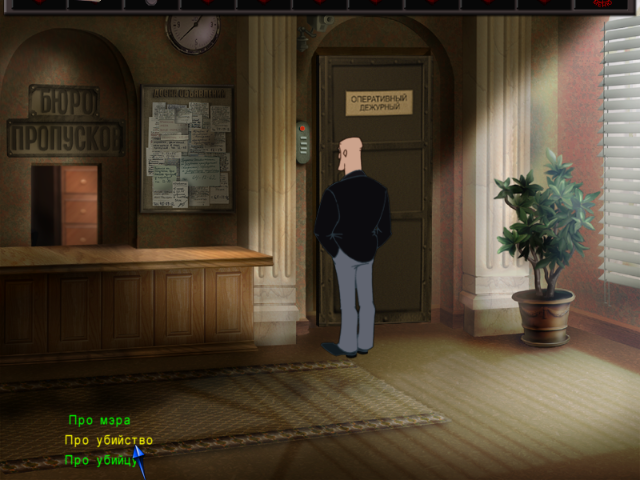 БЮРО
ПРОПУСКОВ
ОПЕРАТИВНЫЙ
ДЕЖУРНЫЙ
Про мэра
Про убийство
Про убийцу